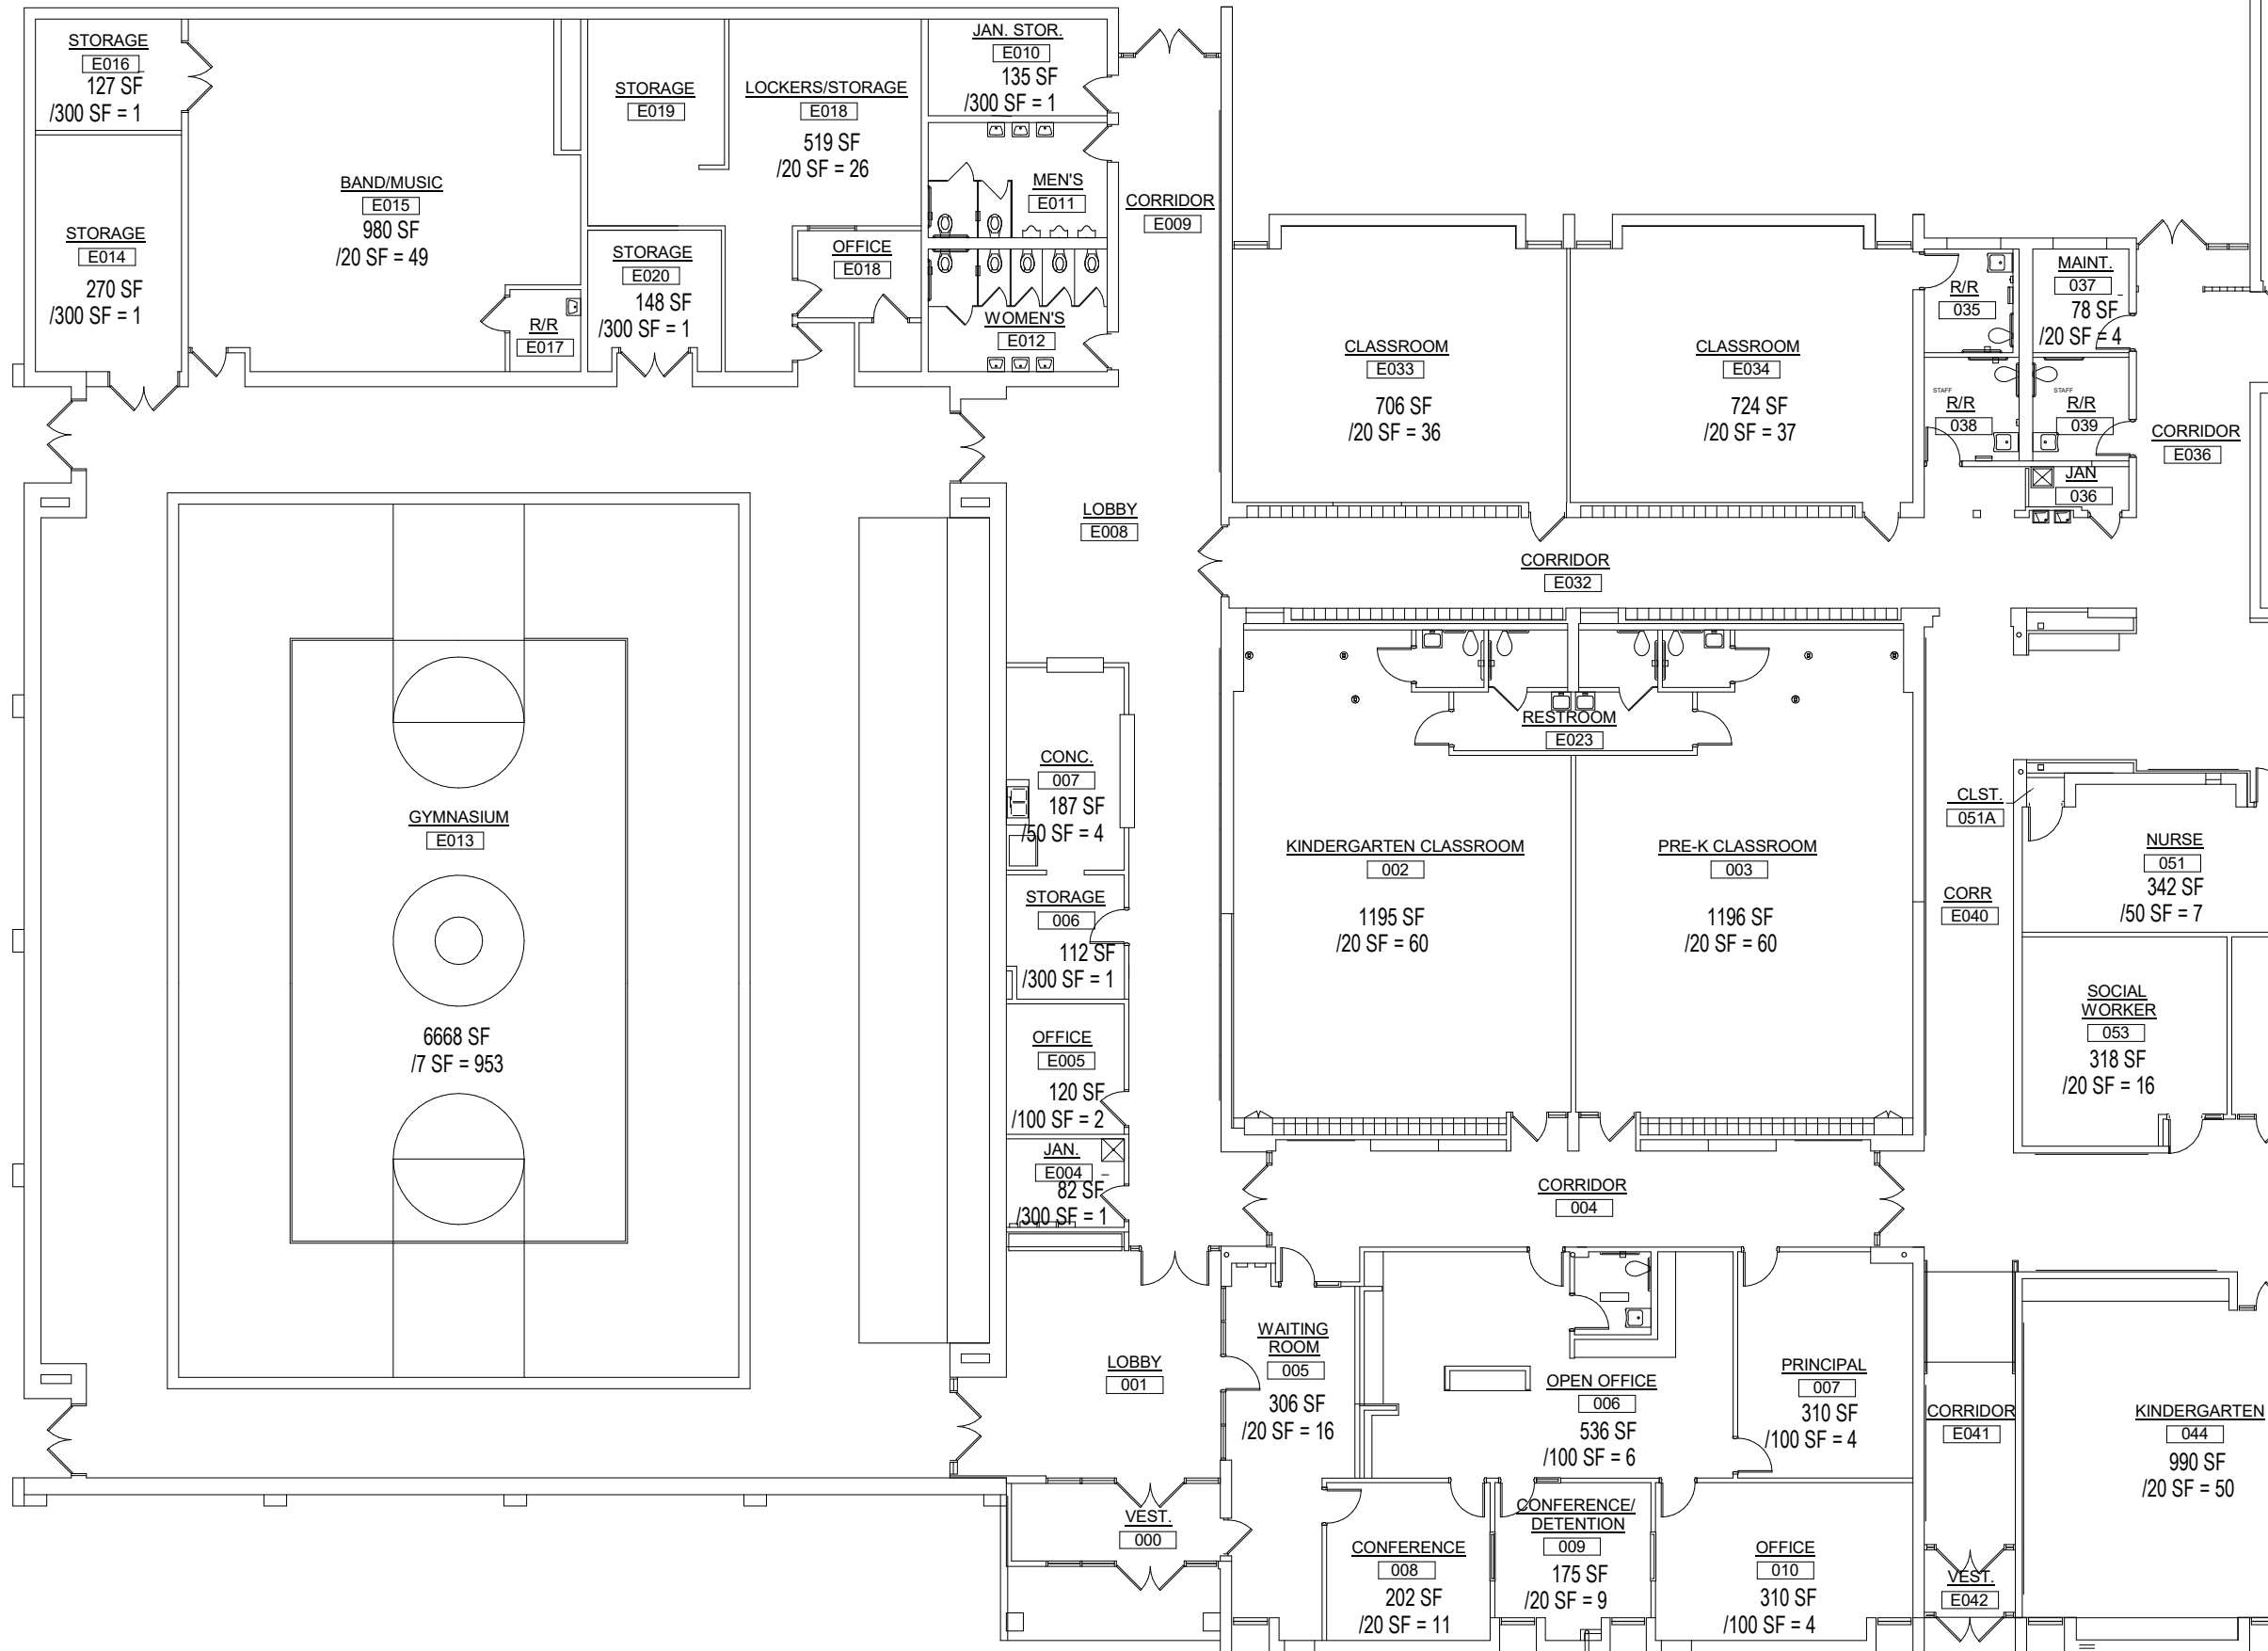 STORAGE
E016
127 SF
/300 SF = 1
STORAGE
E014
270 SF
/300 SF = 1
BAND/MUSIC
E015
980 SF
/20 SF = 49
R/R
E017
STORAGE
E019
LOCKERS/STORAGE
E018
519 SF
/20 SF = 26
STORAGE
E020
148 SF
/300 SF = 1
OFFICE
E018
JAN. STOR.
E010
135 SF
/300 SF = 1
MEN'S
E011
WOMEN'S
E012
CORRIDOR
E009
LOBBY
E008
CLASSROOM
E033
706 SF
/20 SF = 36
CLASSROOM
E034
724 SF
/20 SF = 37
R/R
035
MAINT.
037
78 SF
/20 SF = 4
STAFF
R/R
038
STAFF
R/R
039
JAN
036
CORRIDOR
E036
CORRIDOR
E032
GYMNASIUM
E013
6668 SF
/7 SF = 953
CONC.
007
187 SF
/50 SF = 4
STORAGE
006
112 SF
/300 SF = 1
OFFICE
E005
120 SF
/100 SF = 2
JAN.
E004
82 SF
/300 SF = 1
RESTROOM
E023
KINDERGARTEN CLASSROOM
002
1195 SF
/20 SF = 60
PRE-K CLASSROOM
003
1196 SF
/20 SF = 60
CLST.
051A
CORR
E040
NURSE
051
342 SF
/50 SF = 7
SOCIAL
WORKER
053
318 SF
/20 SF = 16
CORRIDOR
004
LOBBY
001
WAITING
ROOM
005
306 SF
/20 SF = 16
OPEN OFFICE
006
536 SF
/100 SF = 6
PRINCIPAL
007
310 SF
/100 SF = 4
CORRIDOR
E041
KINDERGARTEN
044
990 SF
/20 SF = 50
VEST.
000
CONFERENCE
008
202 SF
/20 SF = 11
CONFERENCE/
DETENTION
009
175 SF
/20 SF = 9
OFFICE
010
310 SF
/100 SF = 4
VEST.
E042